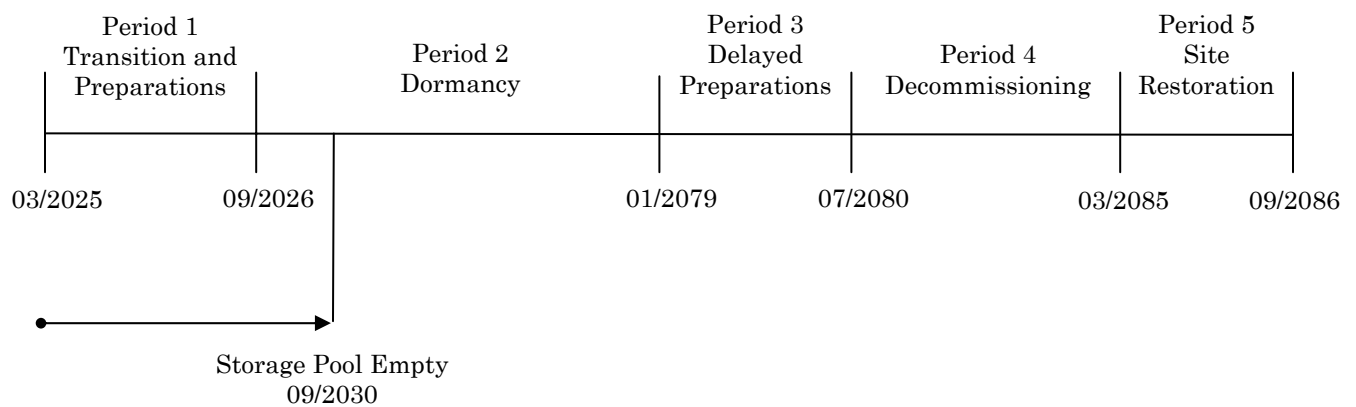 Period 1
Transition and
Preparations
Period 2
Dormancy
Period 3
Delayed
Preparations
Period 4
Decommissioning
Period 5
Site
Restoration
03/2025
09/2026
01/2079
07/2080
03/2085
09/2086
Storage Pool Empty
09/2030